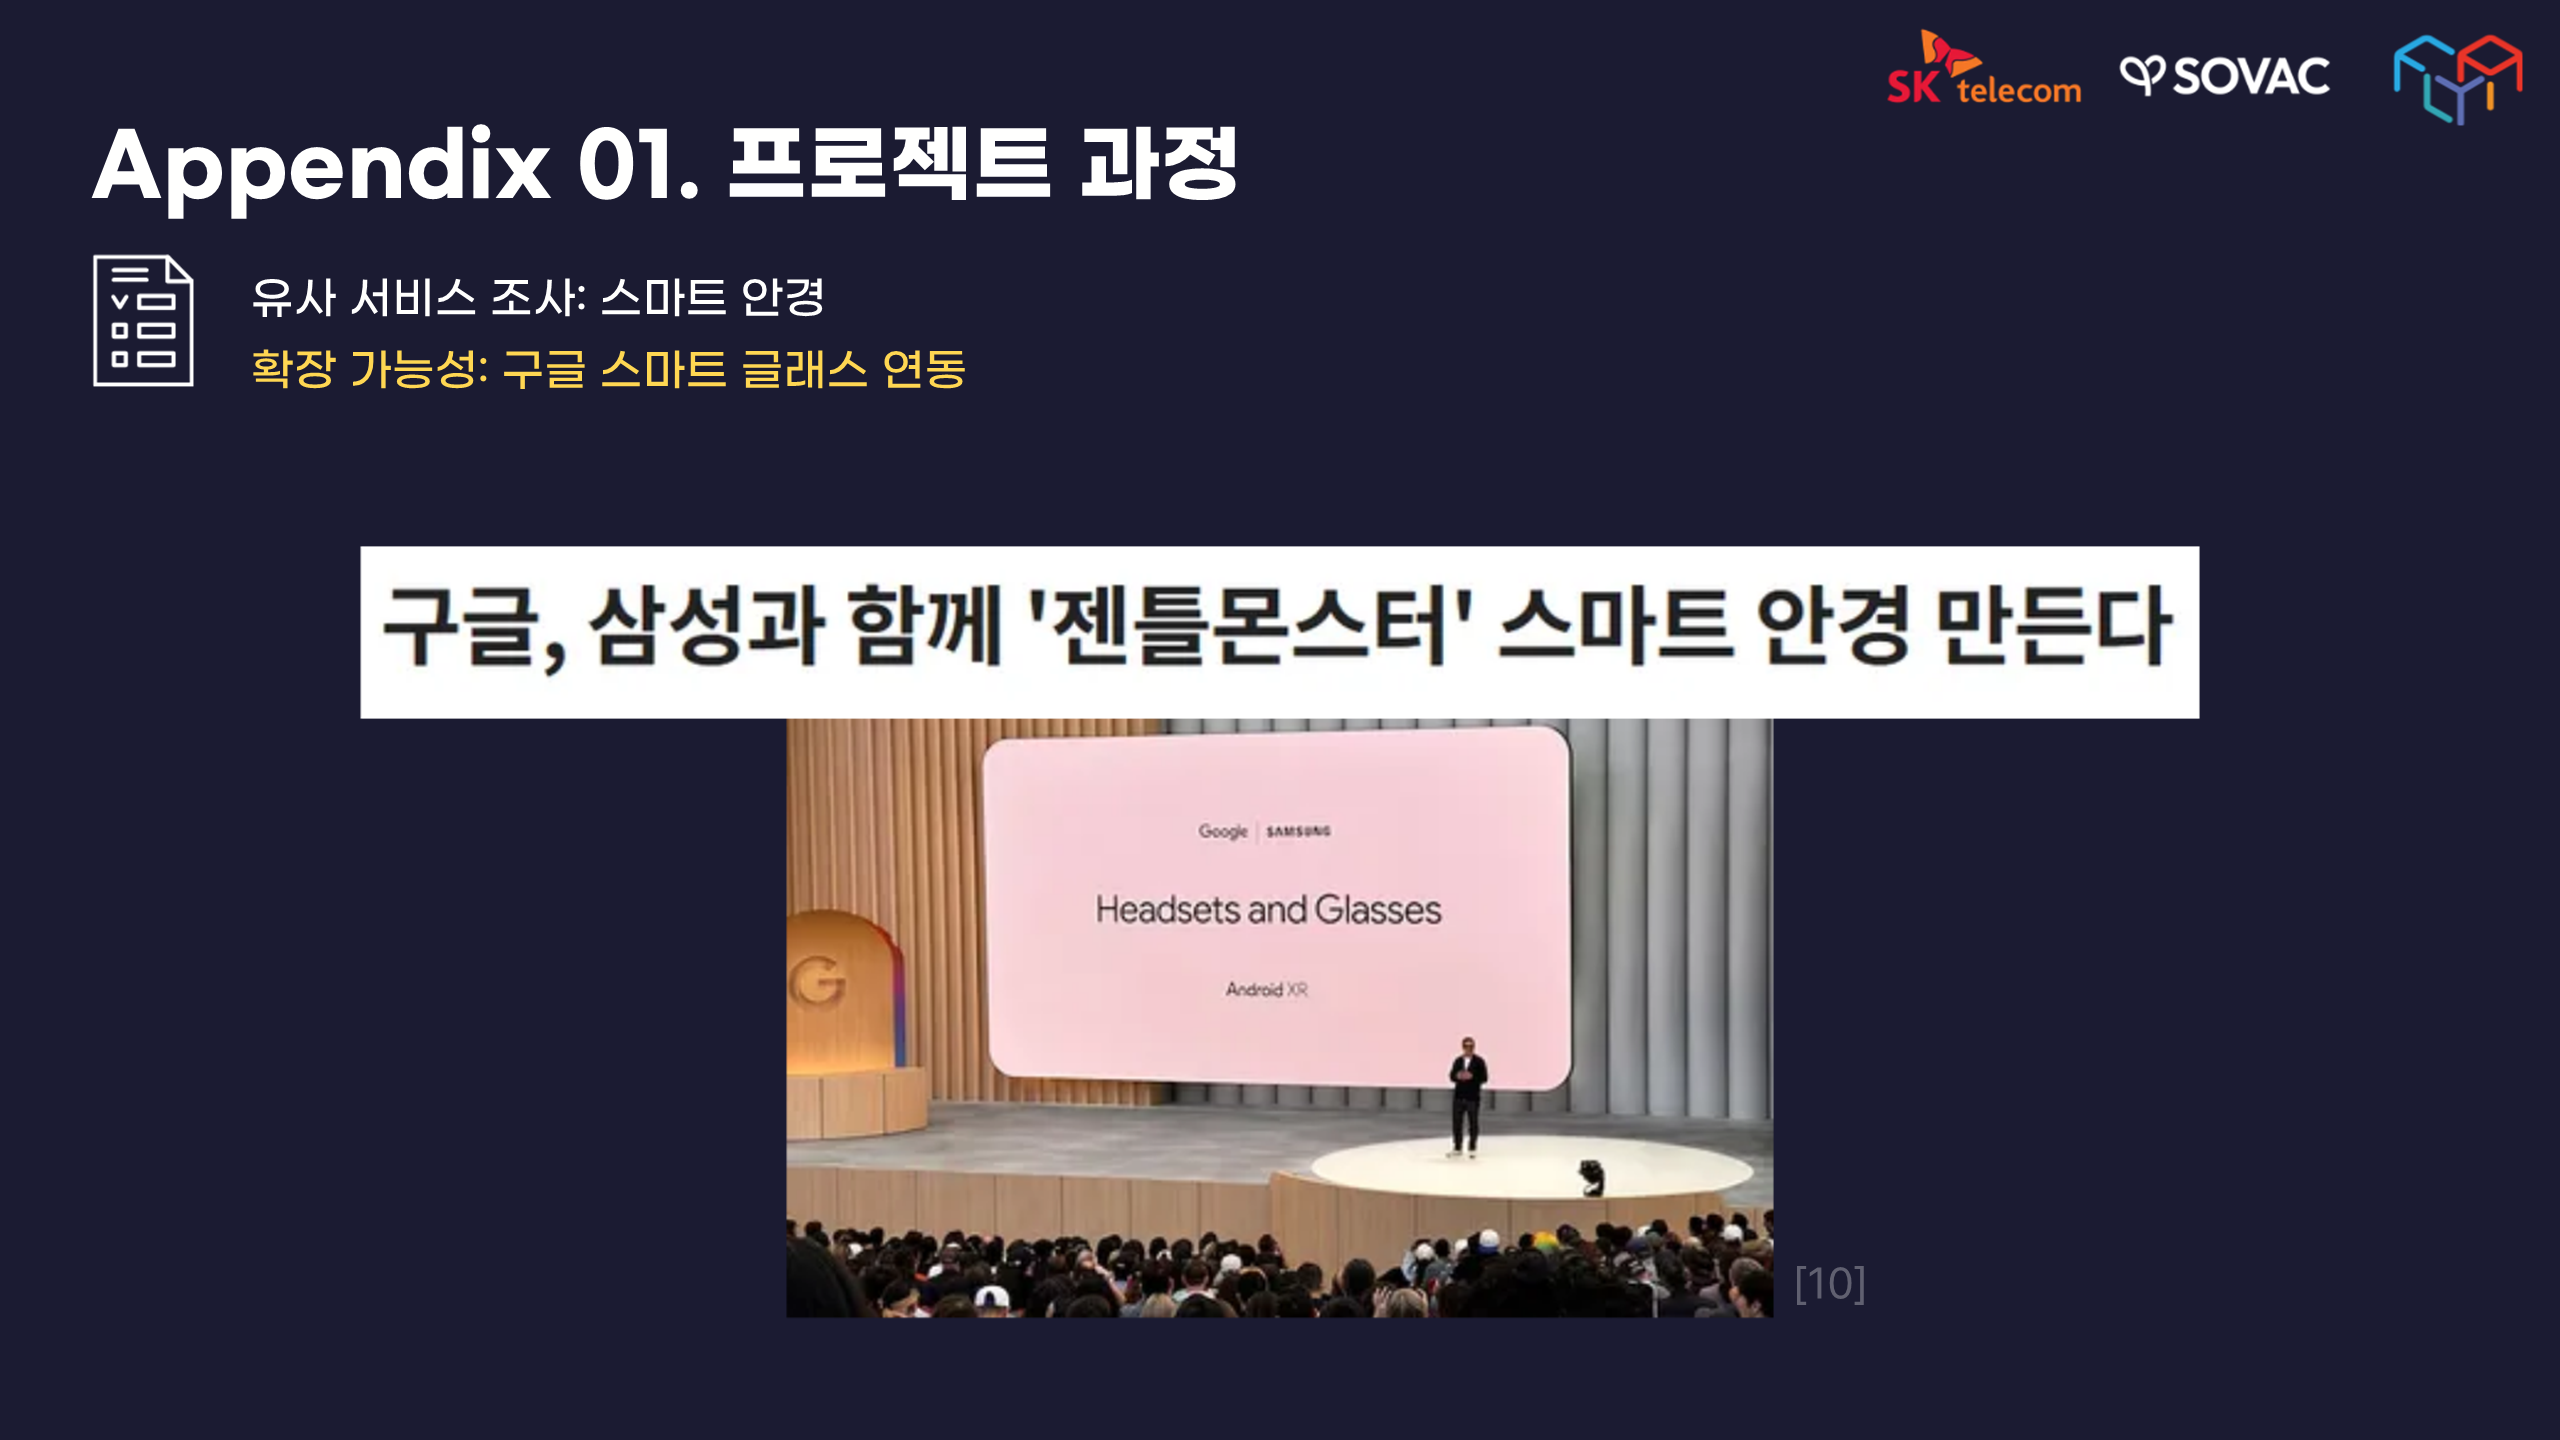 SK telecom
SOVAC
Appendix 01. 프로젝트 과정
유사 서비스 조사: 스마트 안경
확장 가능성: 구글 스마트 글래스 연동
구글, 삼성과 함께 '젠틀몬스터' 스마트 안경 만든다
Google | SAMSUNG
Headsets and Glasses
Android XR
G
[10]